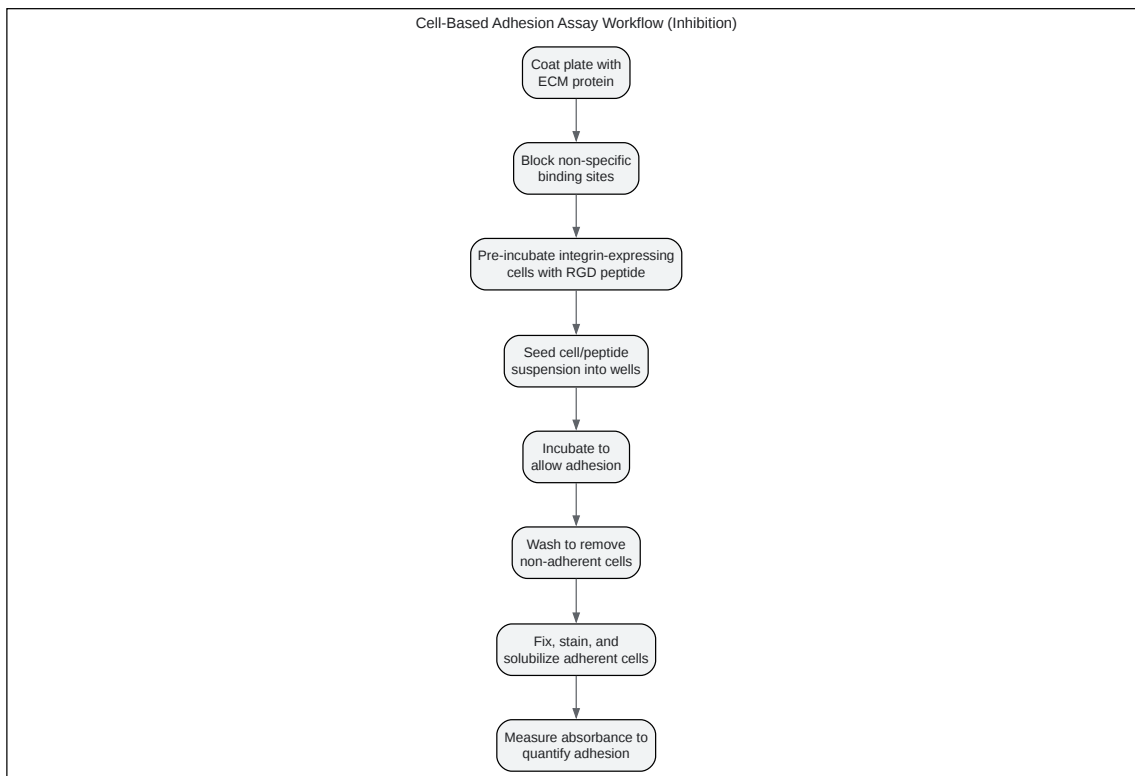 Cell-Based Adhesion Assay Workflow (Inhibition)
Coat plate with
ECM protein
Block non-specific
binding sites
Pre-incubate integrin-expressing
cells with RGD peptide
Seed cell/peptide
suspension into wells
Incubate to
allow adhesion
Wash to remove
non-adherent cells
Fix, stain, and
solubilize adherent cells
Measure absorbance to
quantify adhesion